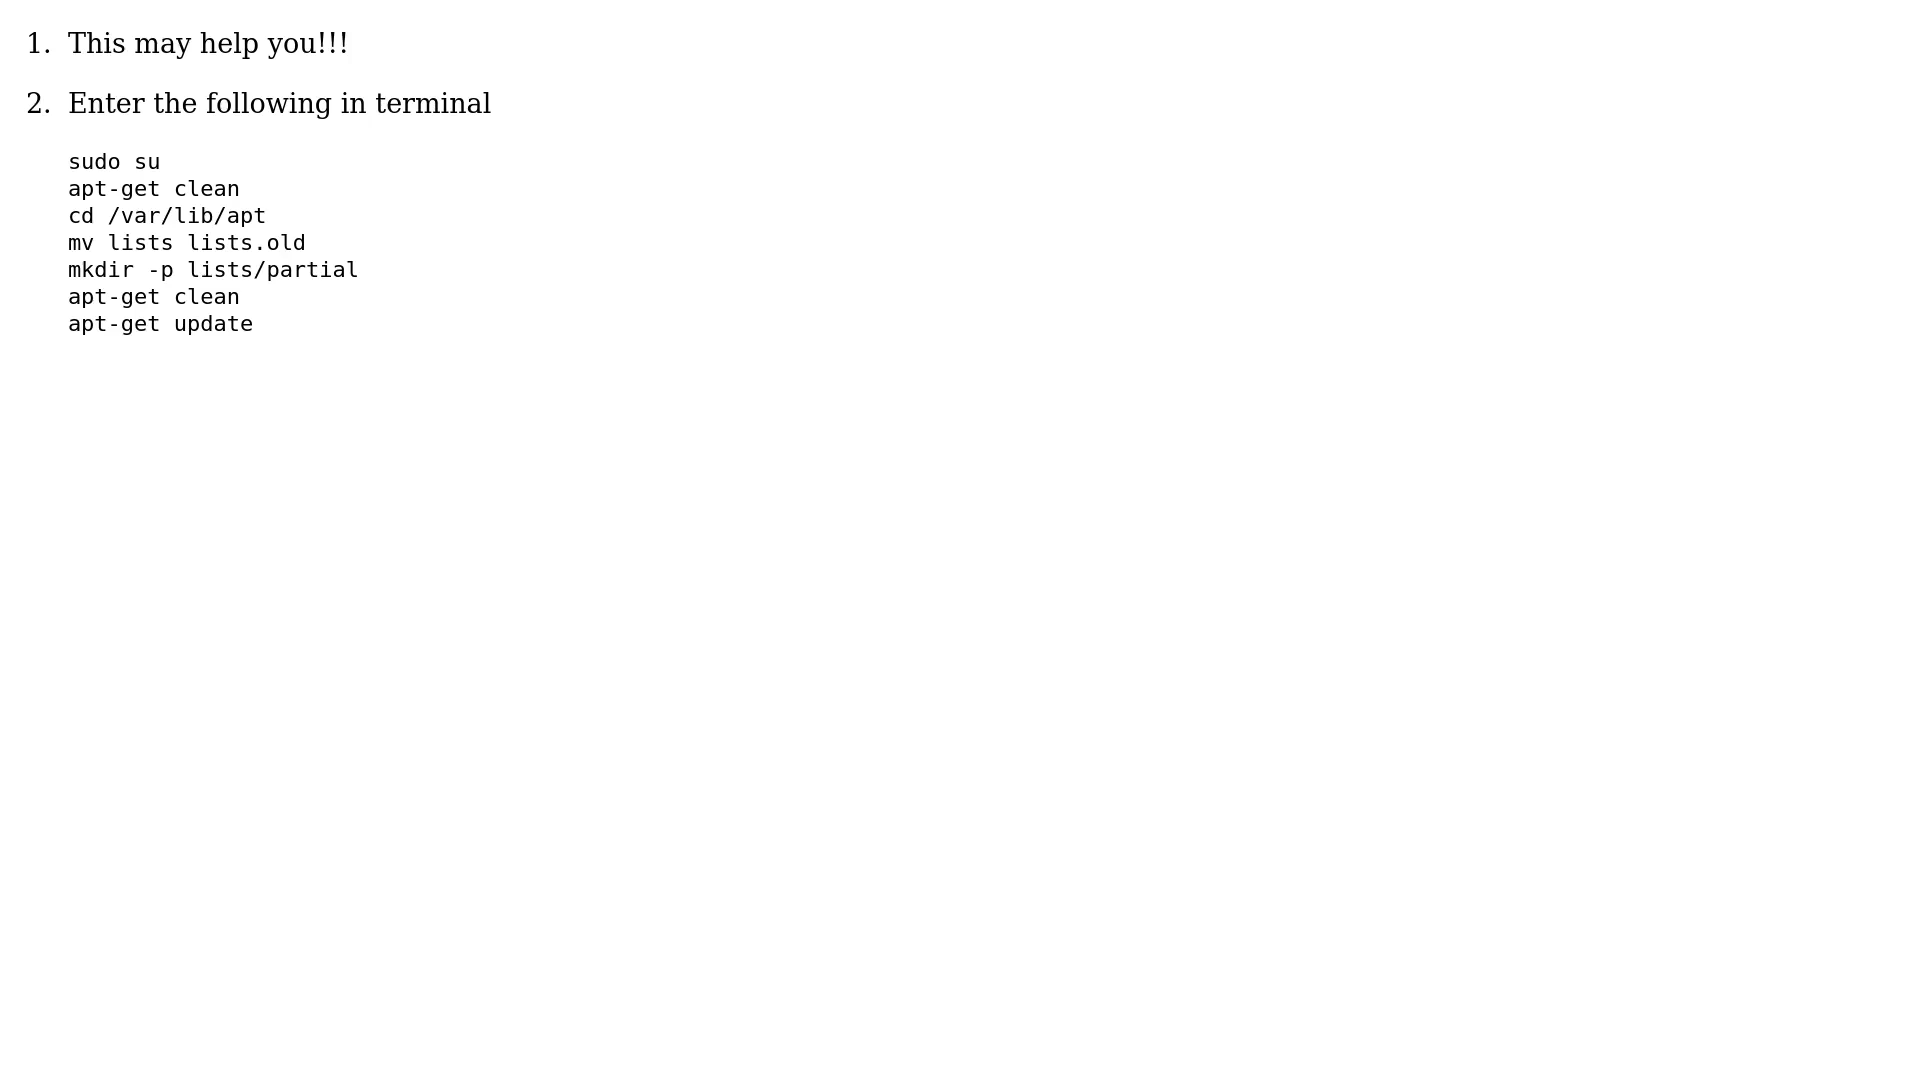 1. This may help you!!!
2. Enter the following in terminal
sudo su
apt-get clean
cd /var/lib/apt
mv lists lists.old
mkdir -p lists/partial
apt-get clean
apt-get update